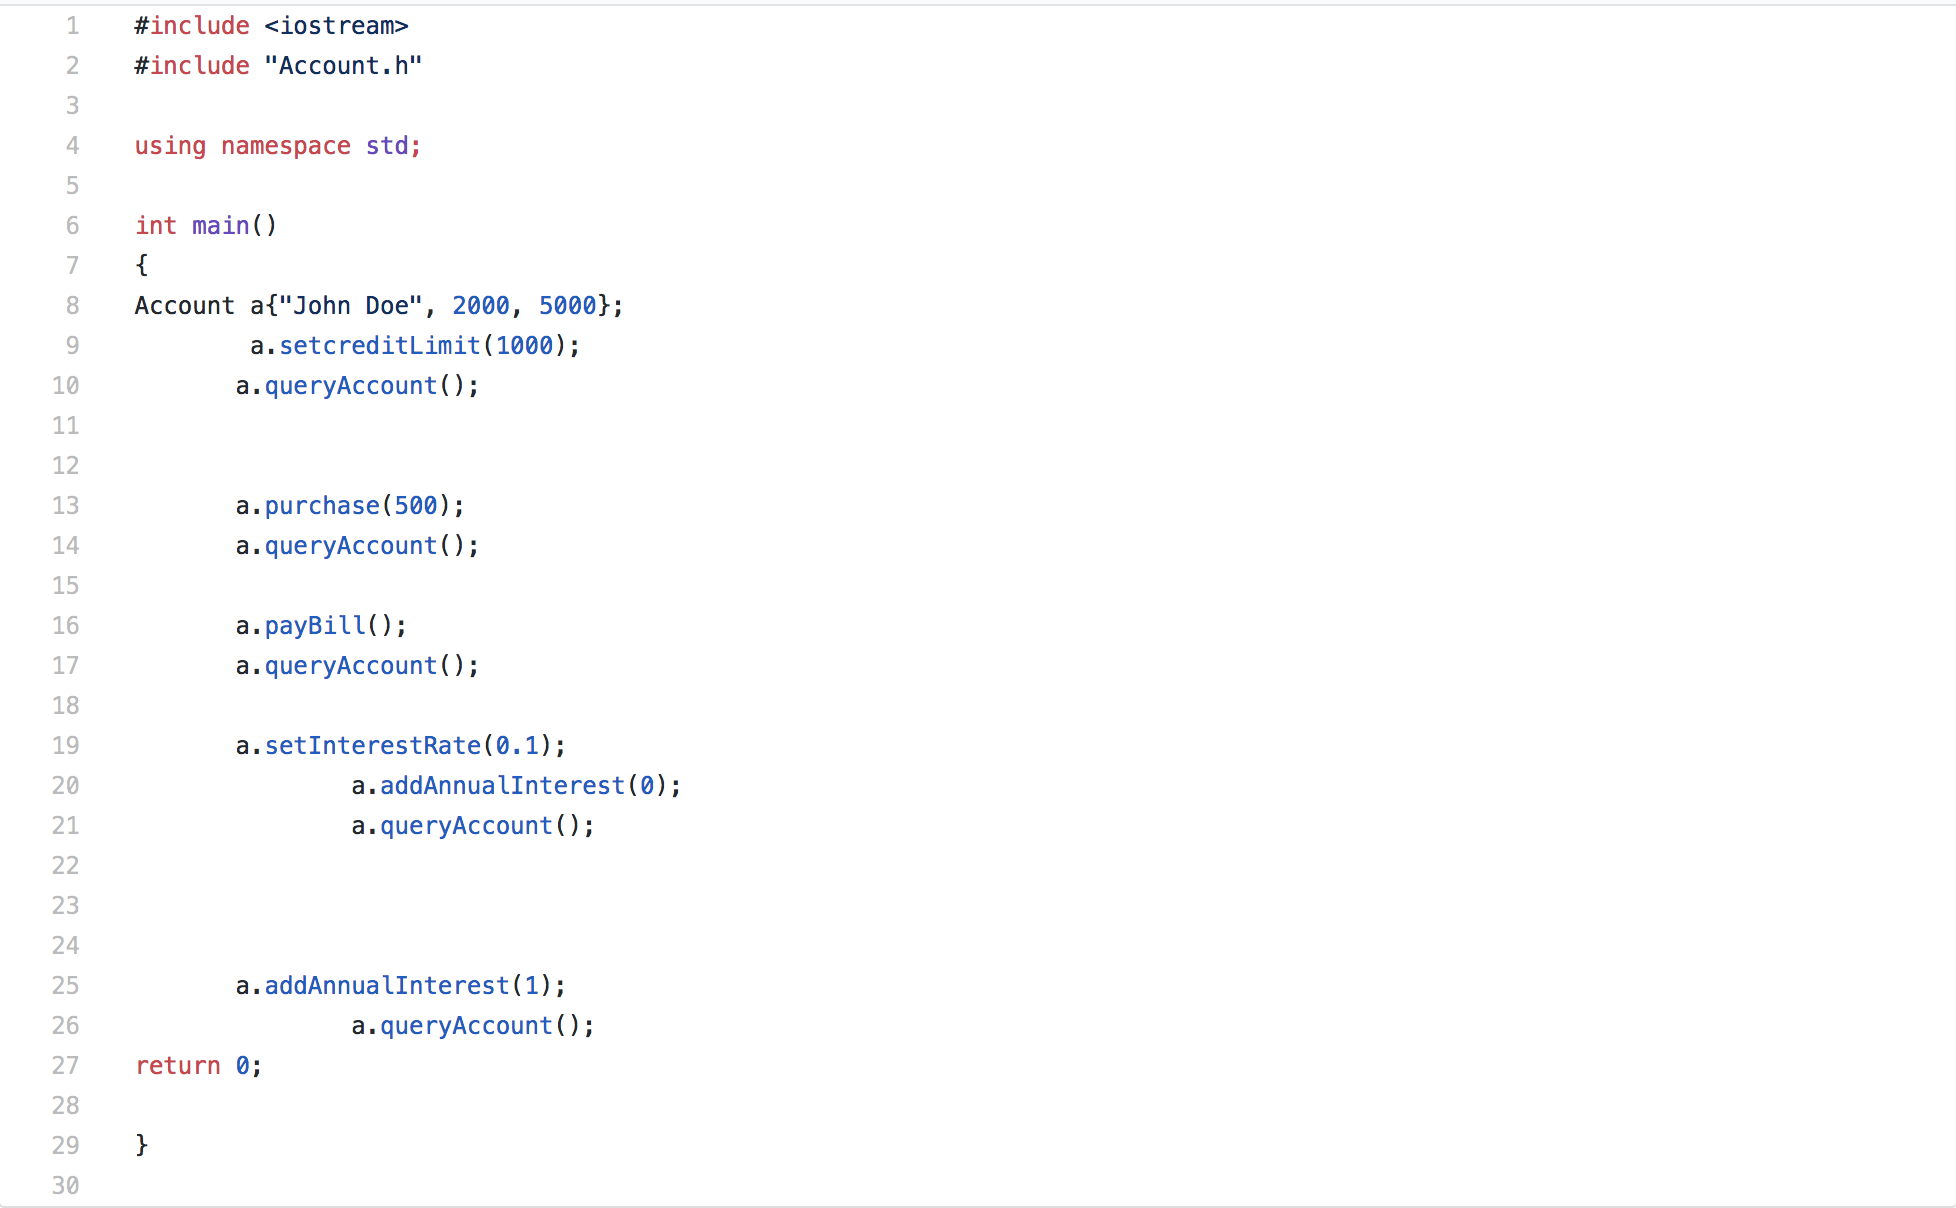 1 #include <iostream>
2 #include "Account.h"
3
4 using namespace std;
5
6 int main()
7 {
8 Account a{"John Doe", 2000, 5000};
9         a.setcreditLimit(1000);
10        a.queryAccount();
11
12
13        a.purchase(500);
14        a.queryAccount();
15
16        a.payBill();
17        a.queryAccount();
18
19        a.setInterestRate(0.1);
20                a.addAnnualInterest(0);
21                a.queryAccount();
22
23
24
25        a.addAnnualInterest(1);
26                a.queryAccount();
27 return 0;
28
29 }
30